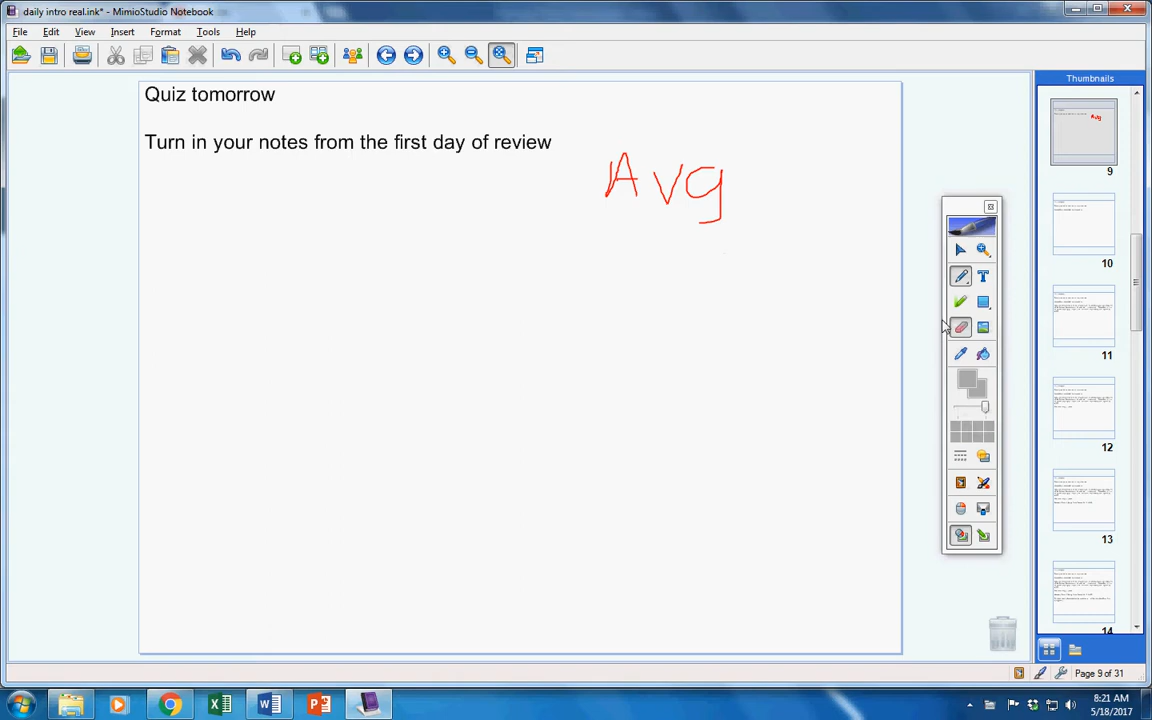 daily intro real.ink* - MimioStudio Notebook
File Edit View Insert Format Tools Help
Quiz tomorrow
Turn in your notes from the first day of review
Avg
Thumbnails
9
10
11
12
13
14
Page 9 of 31
8:21 AM
5/18/2017